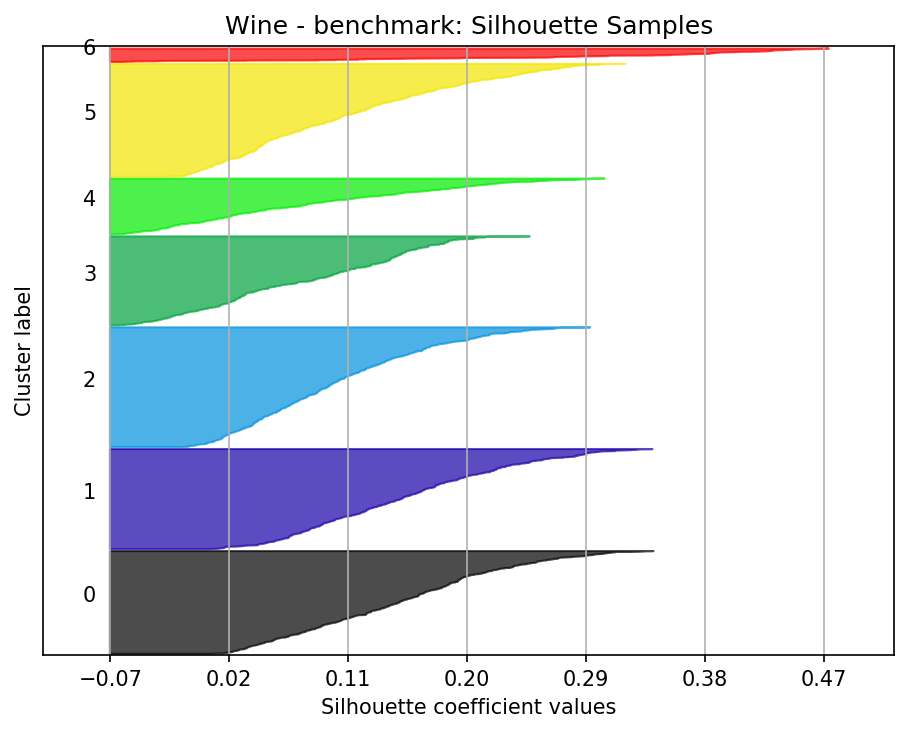 Wine - benchmark: Silhouette Samples
6
5
4
3
2
1
0
Cluster label
−0.07 0.02 0.11 0.20 0.29 0.38 0.47
Silhouette coefficient values